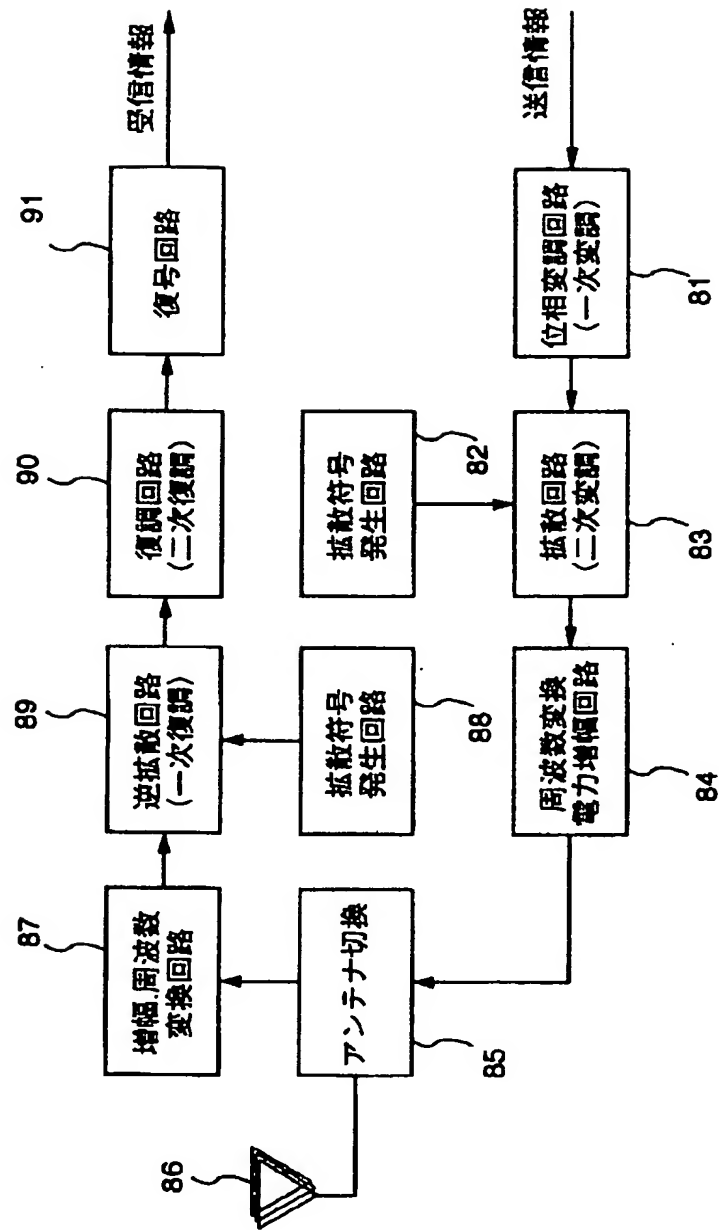 86
87
増幅.周波数
変換回路
89
逆拡散回路
(一次復調)
90
復調回路
(二次復調)
91
復号回路
受信情報
アンテナ切換
85
拡散符号
発生回路
88
拡散符号
発生回路
82
周波数変換
電力増幅回路
84
拡散回路
(二次変調)
83
位相変調回路
(一次変調)
81
送信情報